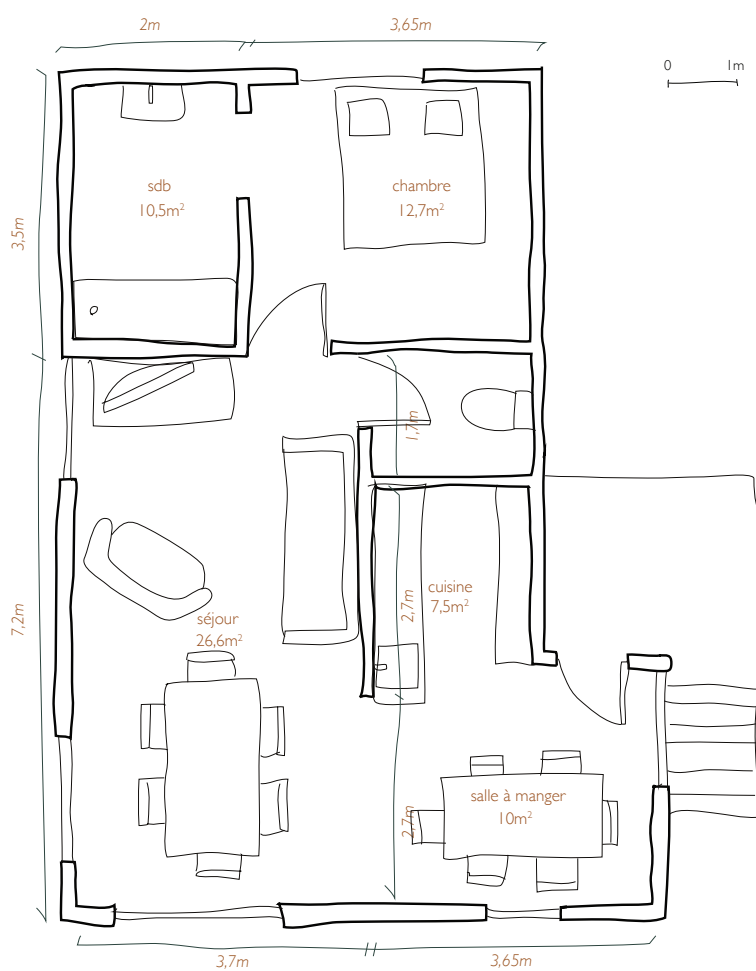 2m
3,65m
0 1m
sdb
10,5m²
chambre
12,7m²
3,5m
1,7m
cuisine
7,5m²
2,7m
séjour
26,6m²
7,2m
salle à manger
10m²
2,7m
3,7m
3,65m